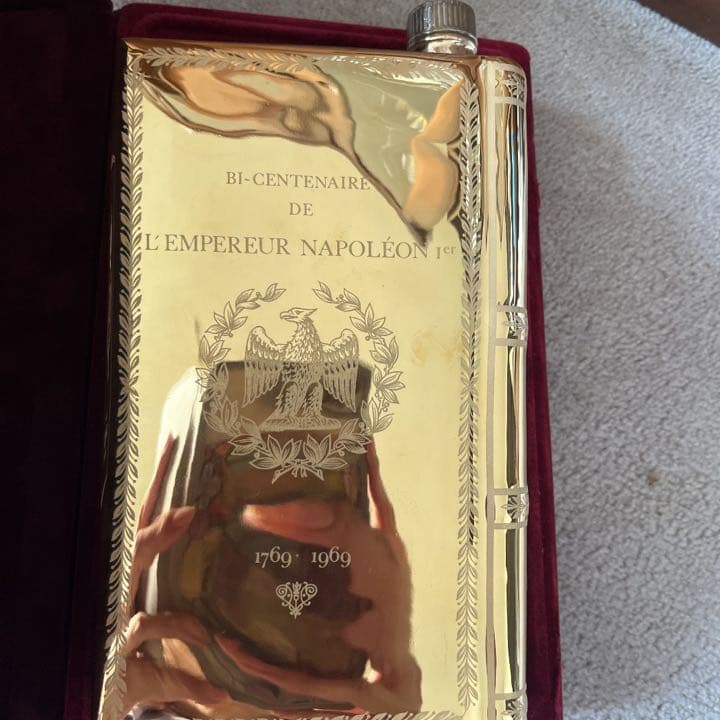 BI-CENTENAIRE
DE
L'EMPEREUR NAPOLÉON Ier
1769 · 1969